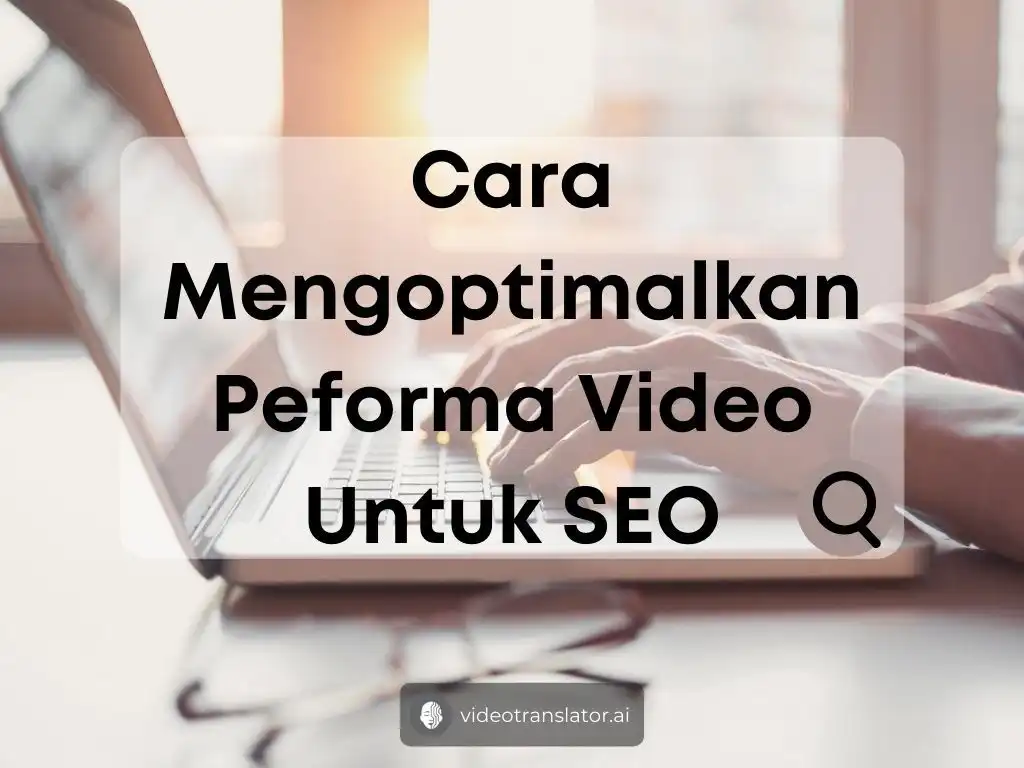 Cara
Mengoptimalkan
Peforma Video
Untuk SEO
videotranslator.ai